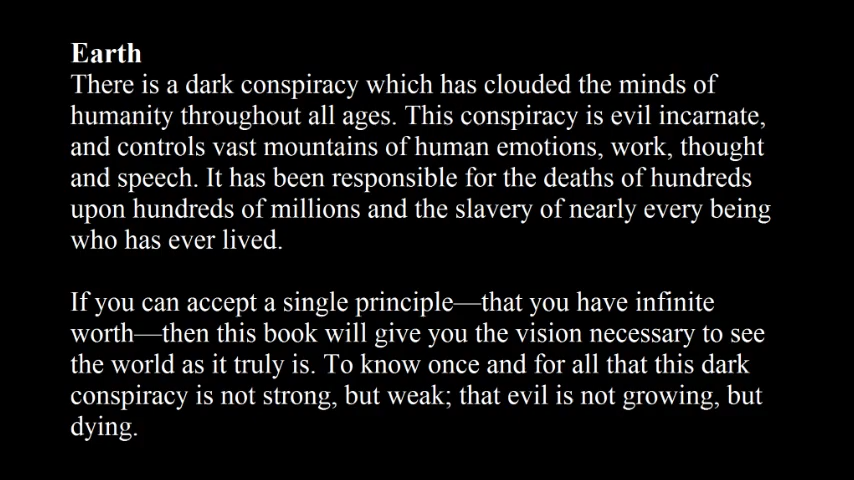 Earth
There is a dark conspiracy which has clouded the minds of
humanity throughout all ages. This conspiracy is evil incarnate,
and controls vast mountains of human emotions, work, thought
and speech. It has been responsible for the deaths of hundreds
upon hundreds of millions and the slavery of nearly every being
who has ever lived.
If you can accept a single principle—that you have infinite
worth—then this book will give you the vision necessary to see
the world as it truly is. To know once and for all that this dark
conspiracy is not strong, but weak; that evil is not growing, but
dying.